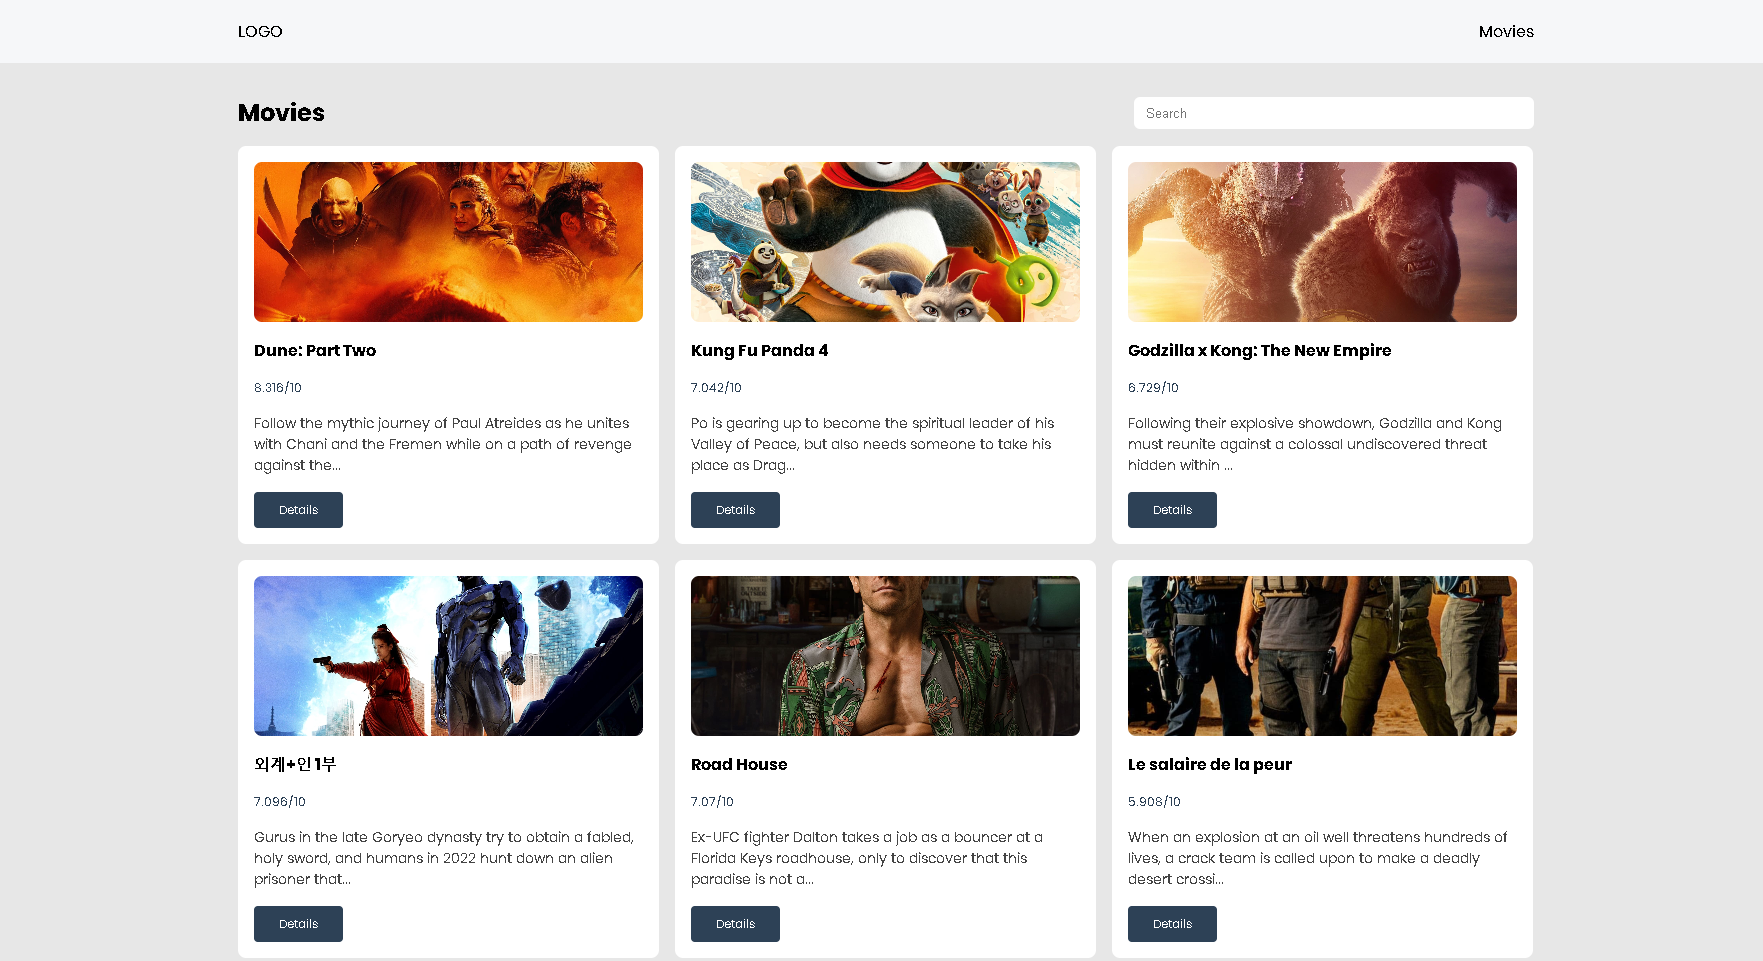 LOGO
Movies
Movies
Search
Dune: Part Two
8.316/10
Follow the mythic journey of Paul Atreides as he unites
with Chani and the Fremen while on a path of revenge
against the...
Details
Kung Fu Panda 4
7.042/10
Po is gearing up to become the spiritual leader of his
Valley of Peace, but also needs someone to take his
place as Drag...
Details
Godzilla x Kong: The New Empire
6.729/10
Following their explosive showdown, Godzilla and Kong
must reunite against a colossal undiscovered threat
hidden within ...
Details
외계+인 1부
7.096/10
Gurus in the late Goryeo dynasty try to obtain a fabled,
holy sword, and humans in 2022 hunt down an alien
prisoner that...
Details
Road House
7.07/10
Ex-UFC fighter Dalton takes a job as a bouncer at a
Florida Keys roadhouse, only to discover that this
paradise is not a...
Details
Le salaire de la peur
5.908/10
When an explosion at an oil well threatens hundreds of
lives, a crack team is called upon to make a deadly
desert crossi...
Details